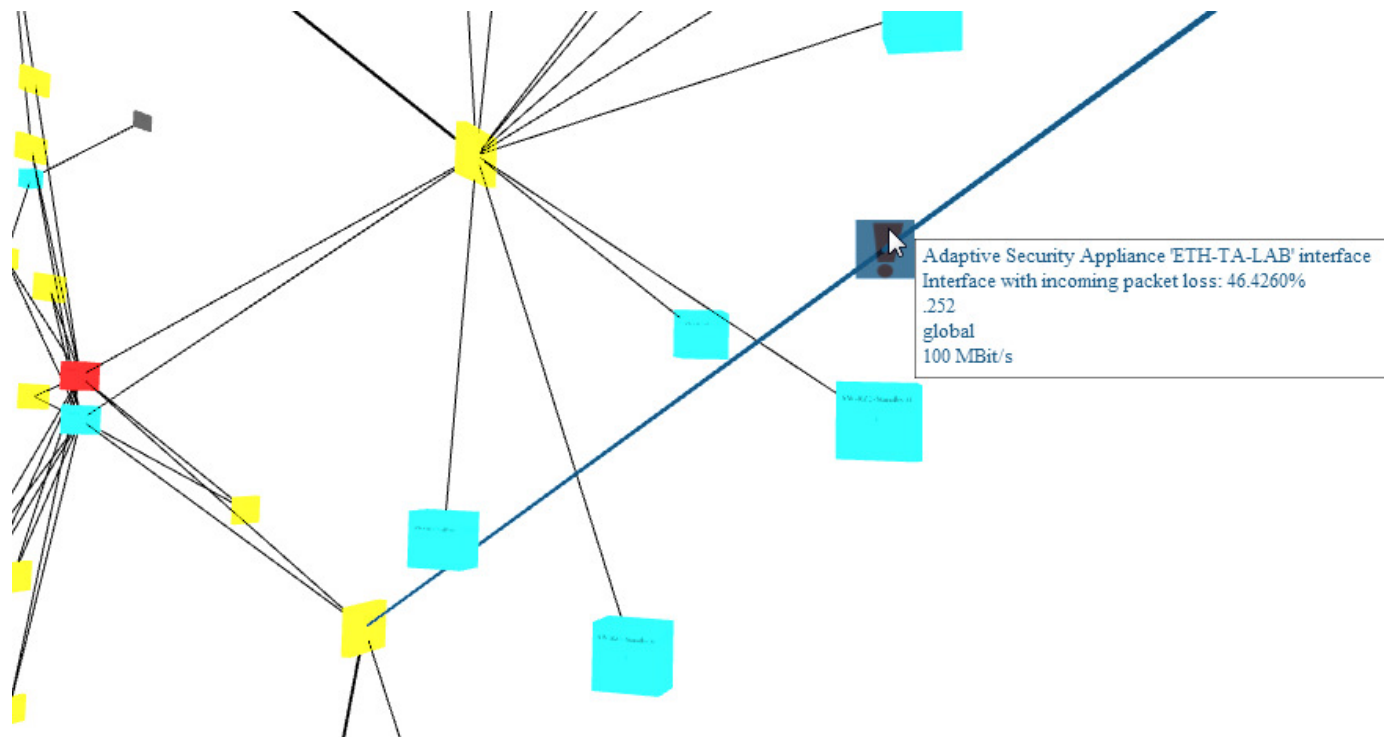 Adaptive Security Appliance 'ETH-TA-LAB' interface
Interface with incoming packet loss: 46.4260%
.252
global
100 MBit/s